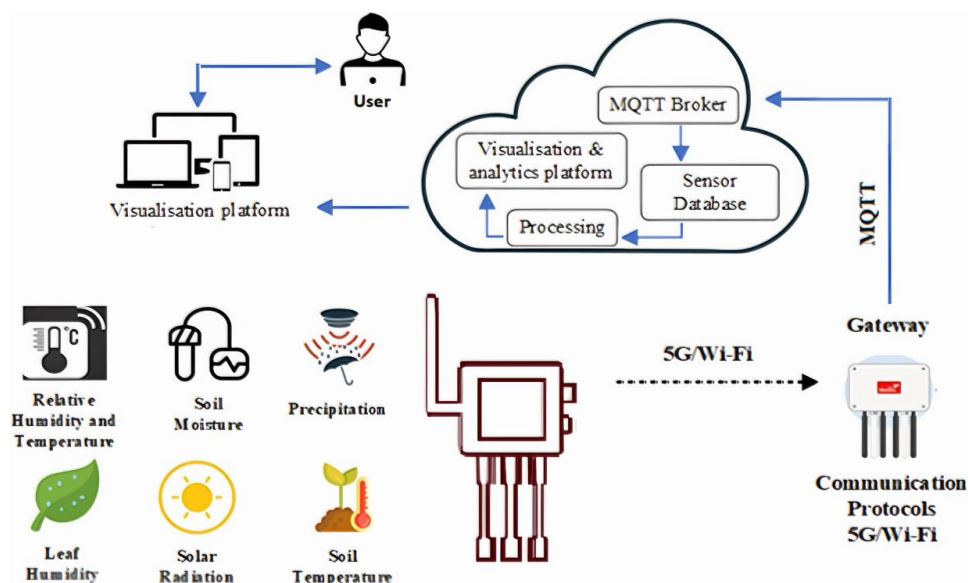 User
MQTT Broker
Visualisation &
analytics platform
Sensor
Database
Processing
Visualisation platform
MQTT
°C
Relative
Humidity and
Temperature
Soil
Moisture
Precipitation
5G/Wi-Fi
Gateway
Communication
Protocols
5G/Wi-Fi
Leaf
Humidity
Solar
Radiation
Soil
Temperature